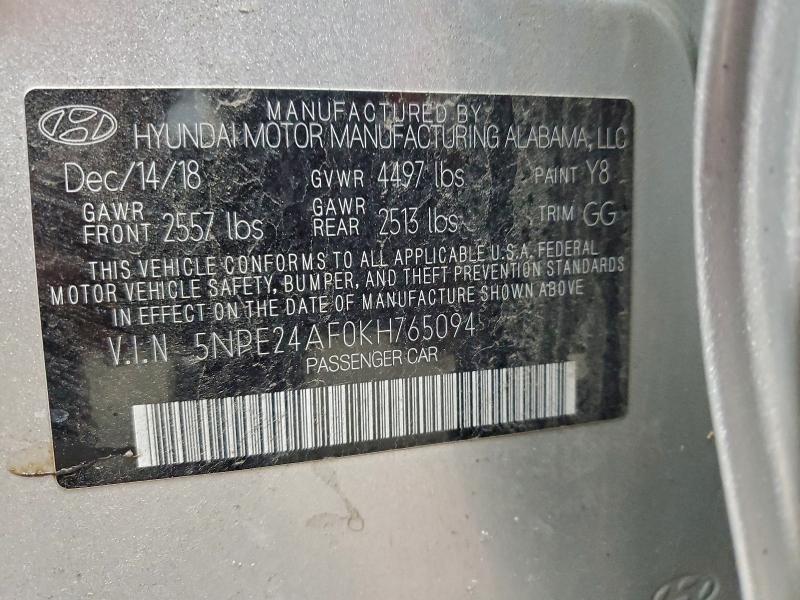 MANUFACTURED BY
HYUNDAI MOTOR MANUFACTURING ALABAMA, LLC
Dec/14/18 GVWR 4497 lbs PAINT Y8
GAWR FRONT 2557 lbs GAWR REAR 2513 lbs TRIM GG
THIS VEHICLE CONFORMS TO ALL APPLICABLE U.S.A. FEDERAL
MOTOR VEHICLE SAFETY, BUMPER, AND THEFT PREVENTION STANDARDS
IN EFFECT ON THE DATE OF MANUFACTURE SHOWN ABOVE.
V.I.N 5NPE24AF0KH765094
PASSENGER CAR